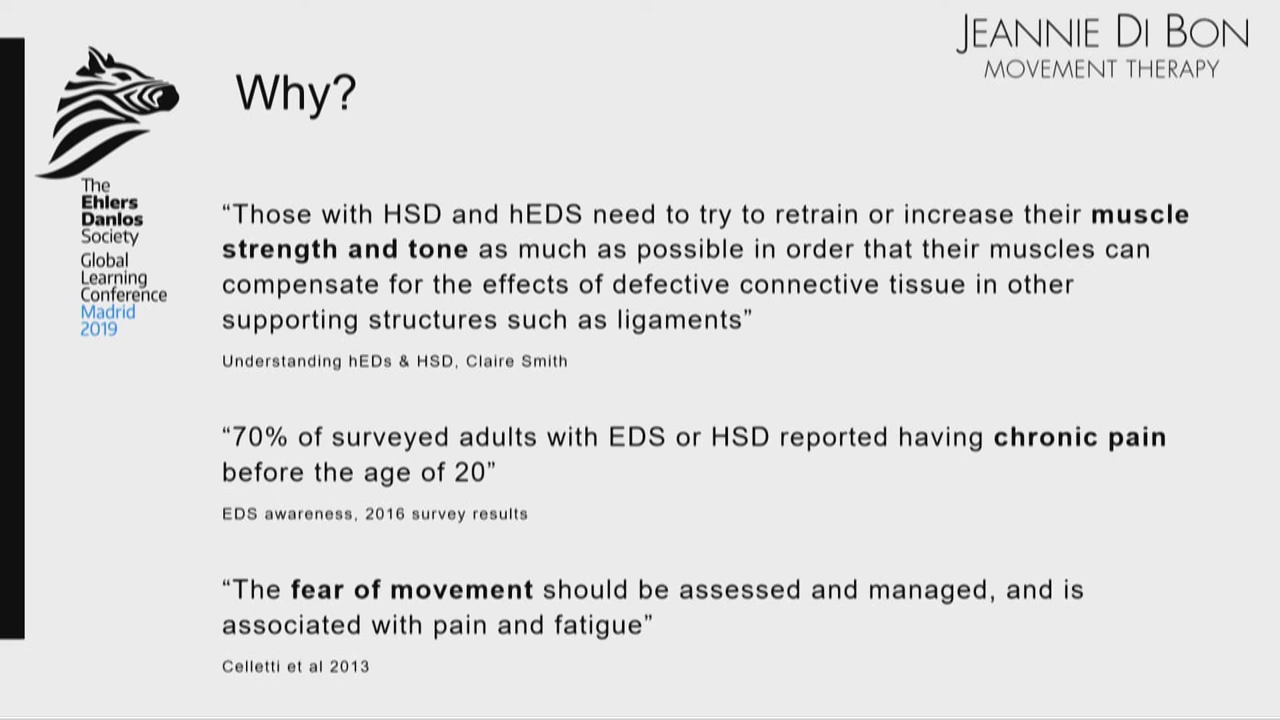 JEANNIE DI BON
MOVEMENT THERAPY
Why?
The
Ehlers
Danlos
Society
Global
Learning
Conference
Madrid
2019
“Those with HSD and hEDS need to try to retrain or increase their muscle
strength and tone as much as possible in order that their muscles can
compensate for the effects of defective connective tissue in other
supporting structures such as ligaments”
Understanding hEDs & HSD, Claire Smith
“70% of surveyed adults with EDS or HSD reported having chronic pain
before the age of 20”
EDS awareness, 2016 survey results
“The fear of movement should be assessed and managed, and is
associated with pain and fatigue”
Celletti et al 2013